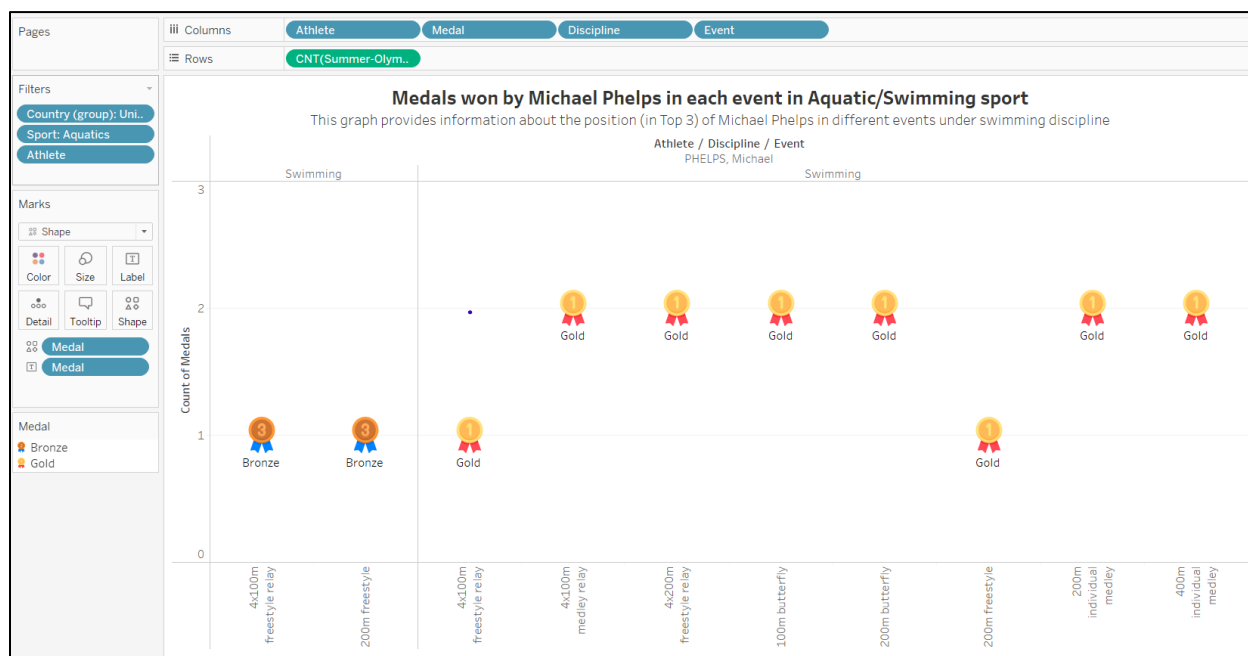 Pages
Columns
Athlete
Medal
Discipline
Event
Rows
CNT(Summer-Olym..
Filters
Country (group): Uni..
Sport: Aquatics
Athlete
Marks
Shape
Color
Size
Label
Detail
Tooltip
Shape
Medal
Medal
Medal
Bronze
Gold
Medals won by Michael Phelps in each event in Aquatic/Swimming sport
This graph provides information about the position (in Top 3) of Michael Phelps in different events under swimming discipline
Athlete / Discipline / Event
PHELPS, Michael
Swimming
Swimming
Count of Medals
3
2
1
0
1
Gold
1
Gold
1
Gold
1
Gold
1
Gold
1
Gold
3
Bronze
3
Bronze
1
Gold
1
Gold
4x100m
freestyle relay
200m freestyle
4x100m
freestyle relay
4x100m
medley relay
4x200m
freestyle relay
100m butterfly
200m butterfly
200m freestyle
200m
individual
medley
400m
individual
medley